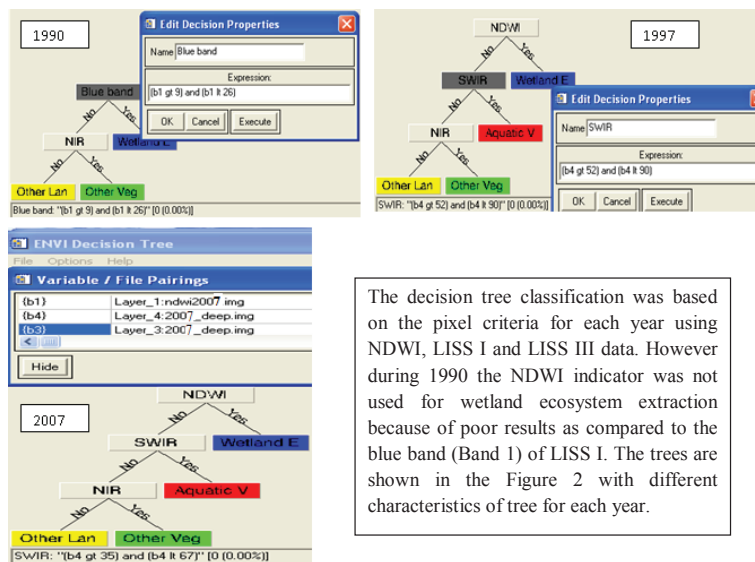 1990
Edit Decision Properties
Name Blue band
Expression:
(b1 gt 9) and (b1 lt 26)
OK Cancel Execute
Blue band
No Yes
NIR Wetland E
No Yes
Other Lan Other Veg
Blue band: "(b1 gt 9) and (b1 lt 26)" [0 (0.00%)]
1997
NDWI
No Yes
SWIR Wetland E
No Yes
NIR Aquatic V
No Yes
Other Lan Other Veg
Edit Decision Properties
Name SWIR
Expression:
(b4 gt 52) and (b4 lt 90)
OK Cancel Execute
SWIR: "(b4 gt 52) and (b4 lt 90)" [0 (0.00%)]
ENVI Decision Tree
File Options Help
Variable / File Pairings
{b1} Layer_1:ndwi2007 img
{b4} Layer_4:2007_deep.img
{b3} Layer_3:2007_deep.img
Hide
2007
NDWI
No Yes
SWIR Wetland E
No Yes
NIR Aquatic V
No Yes
Other Lan Other Veg
SWIR: "(b4 gt 35) and (b4 lt 67)" [0 (0.00%)]
The decision tree classification was based
on the pixel criteria for each year using
NDWI, LISS I and LISS III data. However
during 1990 the NDWI indicator was not
used for wetland ecosystem extraction
because of poor results as compared to the
blue band (Band 1) of LISS I. The trees are
shown in the Figure 2 with different
characteristics of tree for each year.